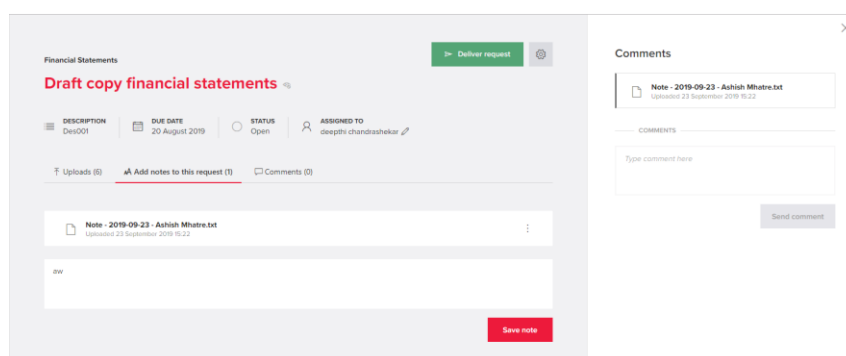 Financial Statements
Deliver request
Draft copy financial statements
DESCRIPTION
Des001
DUE DATE
20 August 2019
STATUS
Open
ASSIGNED TO
deepthi chandrashekar
Uploads (6)
Add notes to this request (1)
Comments (0)
Note - 2019-09-23 - Ashish Mhatre.txt
Uploaded 23 September 2019 15:22
aw
Save note
Comments
Note - 2019-09-23 - Ashish Mhatre.txt
Uploaded 23 September 2019 15:22
COMMENTS
Type comment here
Send comment